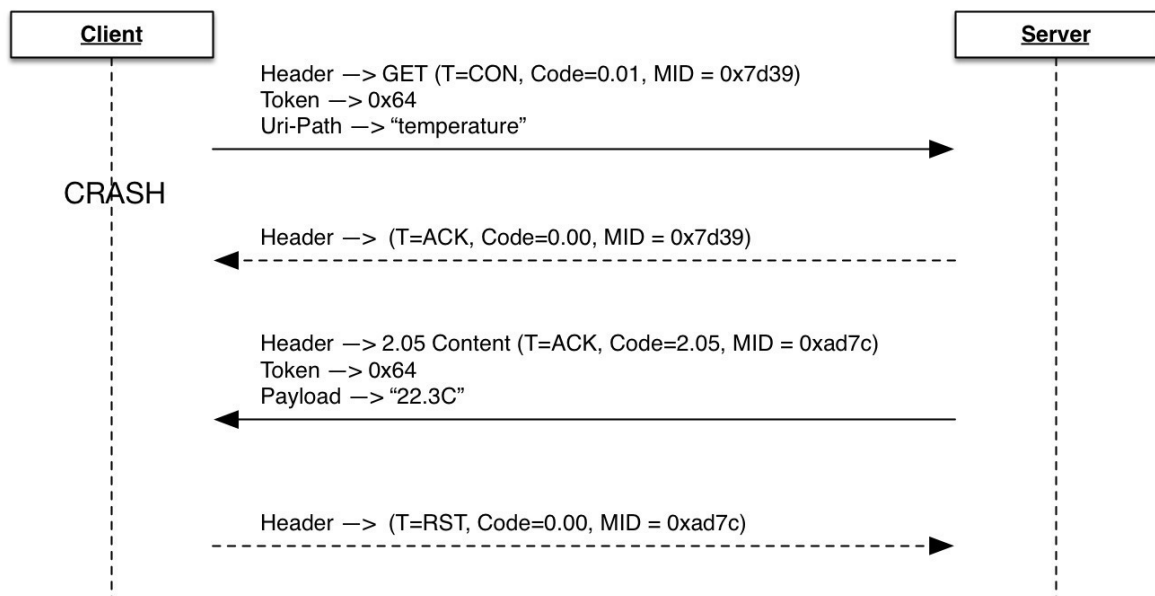 Client
Server
Header —> GET (T=CON, Code=0.01, MID = 0x7d39)
Token —> 0x64
Uri-Path —> “temperature”
CRASH
Header —>  (T=ACK, Code=0.00, MID = 0x7d39)
Header —> 2.05 Content (T=ACK, Code=2.05, MID = 0xad7c)
Token —> 0x64
Payload —> “22.3C”
Header —>  (T=RST, Code=0.00, MID = 0xad7c)